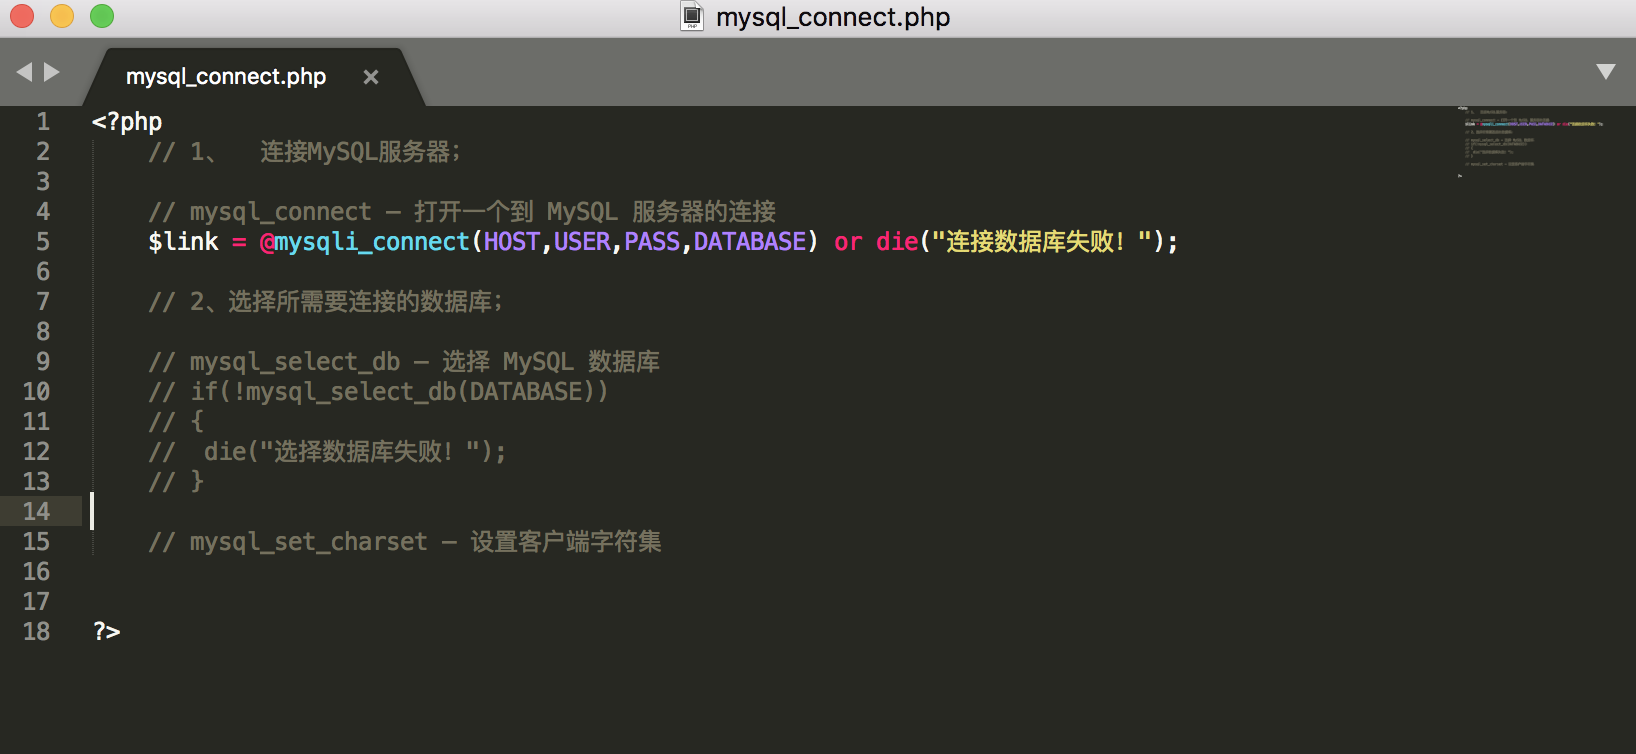 mysql_connect.php
mysql_connect.php ×
1 <?php
2 // 1、 连接MySQL服务器；
3
4 // mysql_connect — 打开一个到 MySQL 服务器的连接
5 $link = @mysqli_connect(HOST,USER,PASS,DATABASE) or die("连接数据库失败！");
6
7 // 2、选择所需要连接的数据库；
8
9 // mysql_select_db — 选择 MySQL 数据库
10 // if(!mysql_select_db(DATABASE))
11 // {
12 // die("选择数据库失败！");
13 // }
14
15 // mysql_set_charset — 设置客户端字符集
16
17
18 ?>